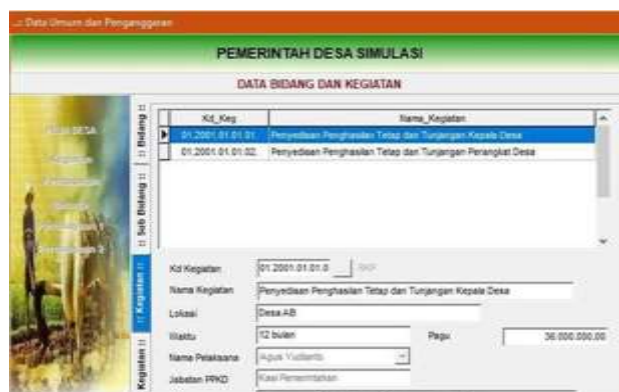 ..: Data Umum dan Penganggaran
PEMERINTAH DESA SIMULASI
DATA BIDANG DAN KEGIATAN
:: Bidang ::
:: Sub Bidang ::
:: Kegiatan ::
Kegiatan ::
Kd_Keg Nama_Kegiatan
01.2001.01.01.01. Penyediaan Penghasilan Tetap dan Tunjangan Kepala Desa
01.2001.01.01.02. Penyediaan Penghasilan Tetap dan Tunjangan Perangkat Desa
Kd Kegiatan 01.2001.01.01.0
Nama Kegiatan Penyediaan Penghasilan Tetap dan Tunjangan Kepala Desa
Lokasi Desa AB
Waktu 12 bulan Pagu 36.000.000,00
Nama Pelaksana Agus Yudianto
Jabatan PPKD Kasi Pemerintahan